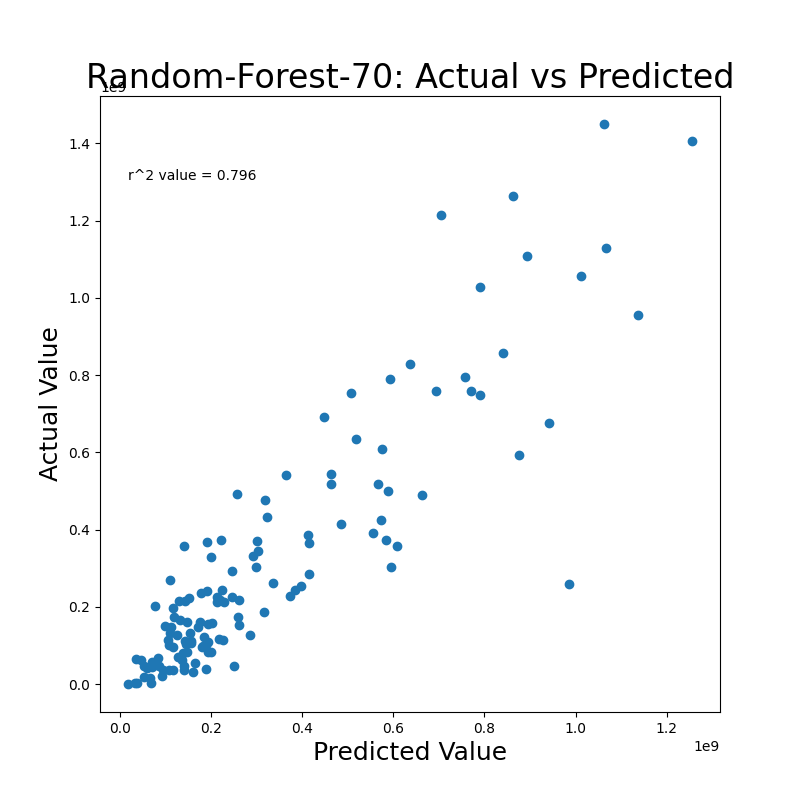 Random-Forest-70: Actual vs Predicted
1e9
1.4
r^2 value = 0.796
1.2
1.0
0.8
0.6
0.4
0.2
0.0
Actual Value
0.0 0.2 0.4 0.6 0.8 1.0 1.2
1e9
Predicted Value